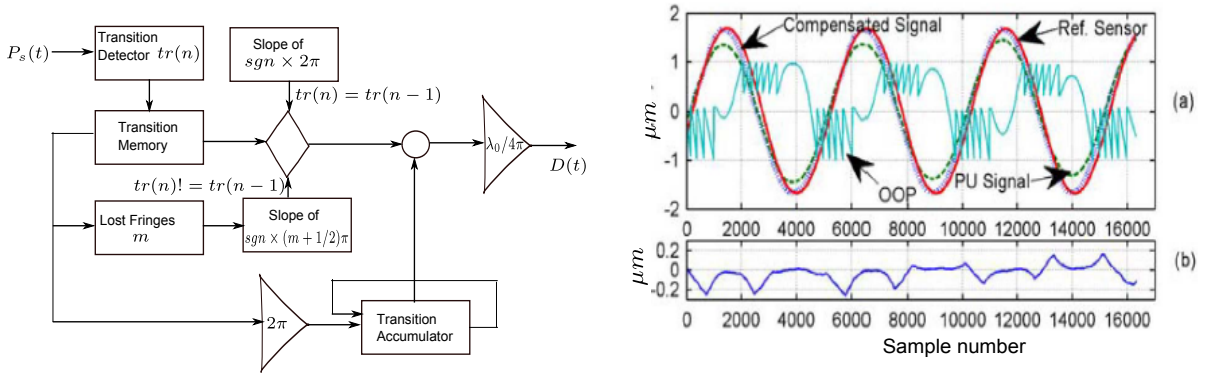 P_s(t)
Transition
Detector tr(n)
Slope of
sgn × 2π
tr(n) = tr(n − 1)
Transition
Memory
λ_0/4π
D(t)
tr(n)! = tr(n − 1)
Lost Fringes
m
Slope of
sgn × (m + 1/2)π
2π
Transition
Accumulator
Compensated Signal
Ref. Sensor
OOP
PU Signal
μm
2
1
0
-1
-2
0 2000 4000 6000 8000 10000 12000 14000 16000
(a)
μm
0.2
0
-0.2
0 2000 4000 6000 8000 10000 12000 14000 16000
(b)
Sample number